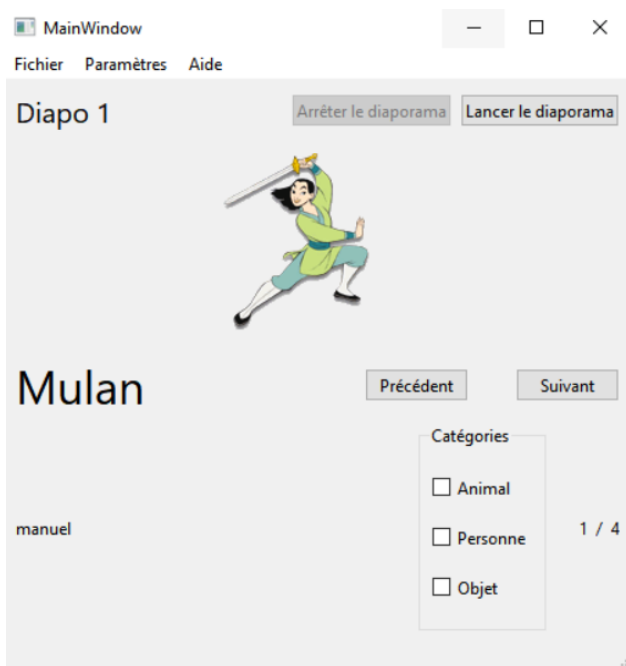 MainWindow
Fichier Paramètres Aide
Diapo 1
Arrêter le diaporama
Lancer le diaporama
Mulan
Précédent
Suivant
Catégories
Animal
Personne
Objet
manuel
1 / 4